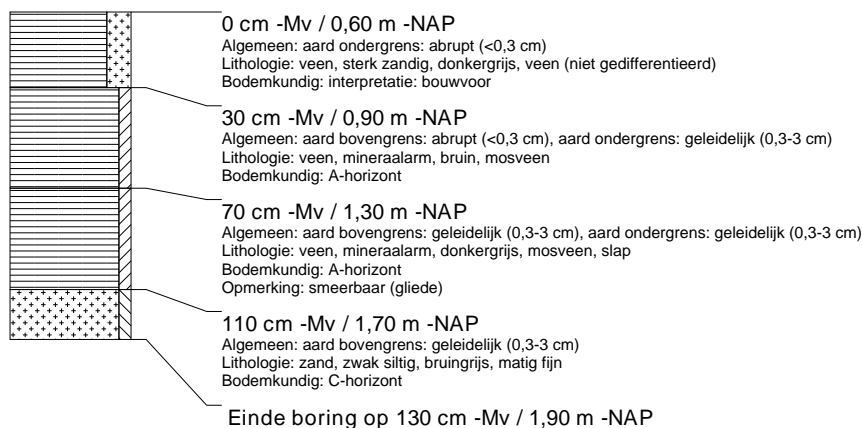 0 cm -Mv / 0,60 m -NAP
Algemeen: aard ondergrens: abrupt (<0,3 cm)
Lithologie: veen, sterk zandig, donkergrijs, veen (niet gedifferentieerd)
Bodemkundig: interpretatie: bouwvoor
30 cm -Mv / 0,90 m -NAP
Algemeen: aard bovengrens: abrupt (<0,3 cm), aard ondergrens: geleidelijk (0,3-3 cm)
Lithologie: veen, mineraalarm, bruin, mosveen
Bodemkundig: A-horizont
70 cm -Mv / 1,30 m -NAP
Algemeen: aard bovengrens: geleidelijk (0,3-3 cm), aard ondergrens: geleidelijk (0,3-3 cm)
Lithologie: veen, mineraalarm, donkergrijs, mosveen, slap
Bodemkundig: A-horizont
Opmerking: smeerbaar (gliede)
110 cm -Mv / 1,70 m -NAP
Algemeen: aard bovengrens: geleidelijk (0,3-3 cm)
Lithologie: zand, zwak siltig, bruingrijs, matig fijn
Bodemkundig: C-horizont
Einde boring op 130 cm -Mv / 1,90 m -NAP